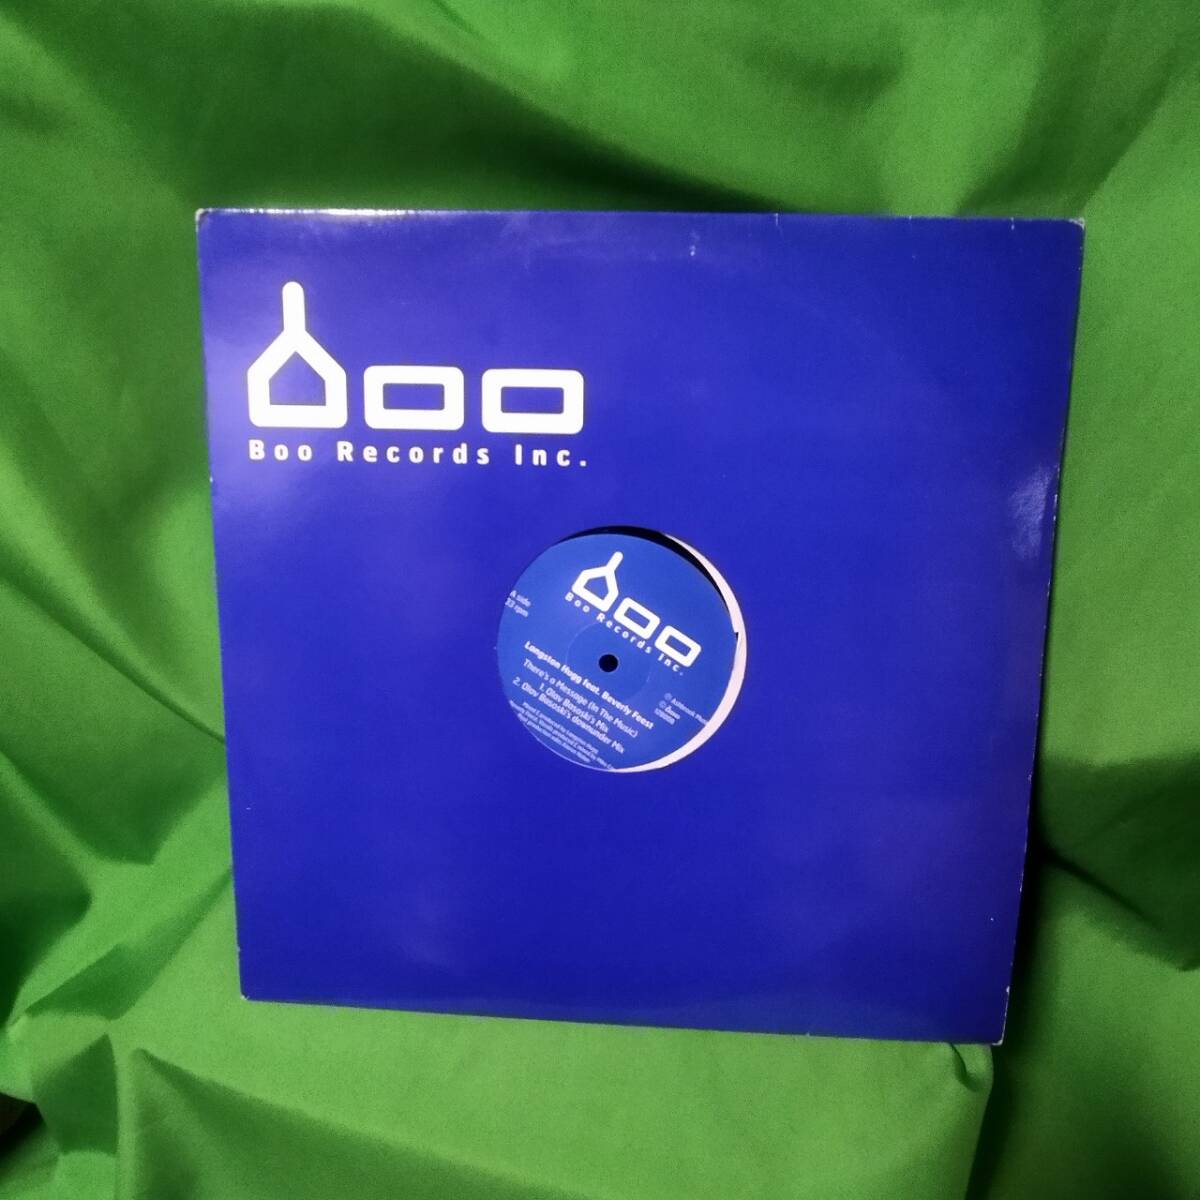 boo
Boo Records Inc.
boo
Boo Records Inc.
A side
33 rpm
Langston Hugg feat. Beverly Feest
There's a Message (In The Music)
1. Olav Basoski's Mix
2. Olav Basoski's downunder Mix